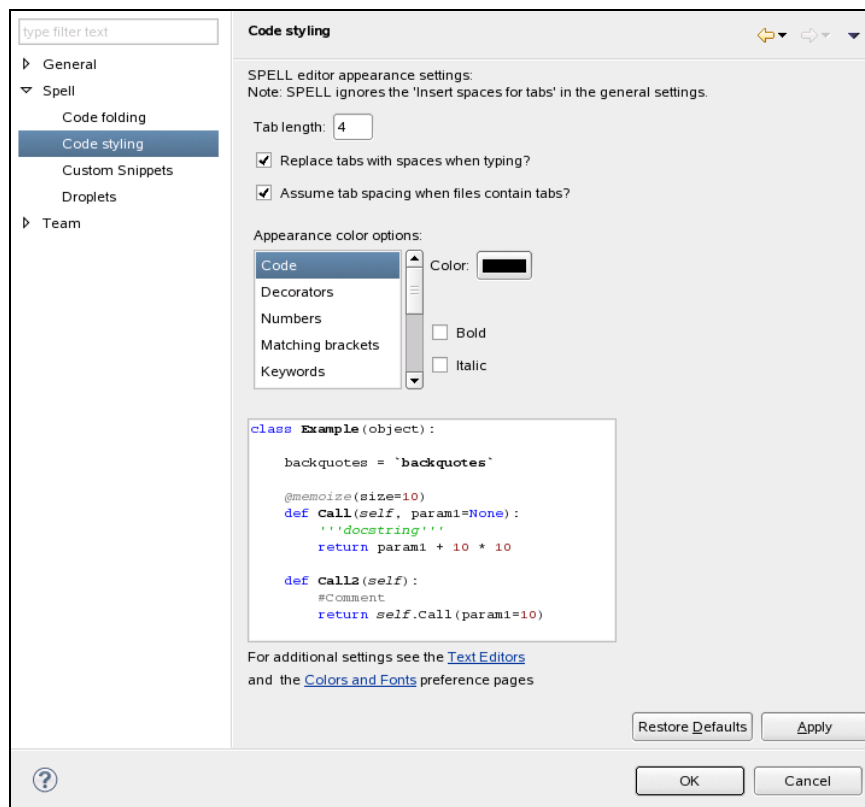 type filter text
General
Spell
Code folding
Code styling
Custom Snippets
Droplets
Team
Code styling
SPELL editor appearance settings:
Note: SPELL ignores the 'Insert spaces for tabs' in the general settings.
Tab length: 4
Replace tabs with spaces when typing?
Assume tab spacing when files contain tabs?
Appearance color options:
Code
Decorators
Numbers
Matching brackets
Keywords
Color:
Bold
Italic
class Example(object):
    backquotes = `backquotes`
    @memoize(size=10)
    def Call(self, param1=None):
        '''docstring'''
        return param1 + 10 * 10
    def Call2(self):
        #Comment
        return self.Call(param1=10)
For additional settings see the Text Editors
and the Colors and Fonts preference pages
Restore Defaults
Apply
?
OK
Cancel